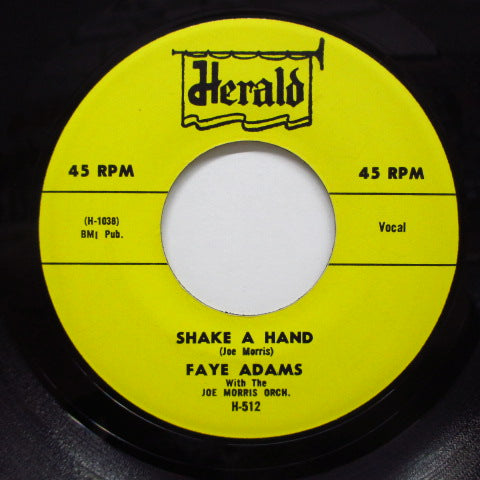 Herald
45 RPM
45 RPM
(H-1038)
BMI Pub.
Vocal
SHAKE A HAND
(Joe Morris)
FAYE ADAMS
With The
JOE MORRIS ORCH.
H-512